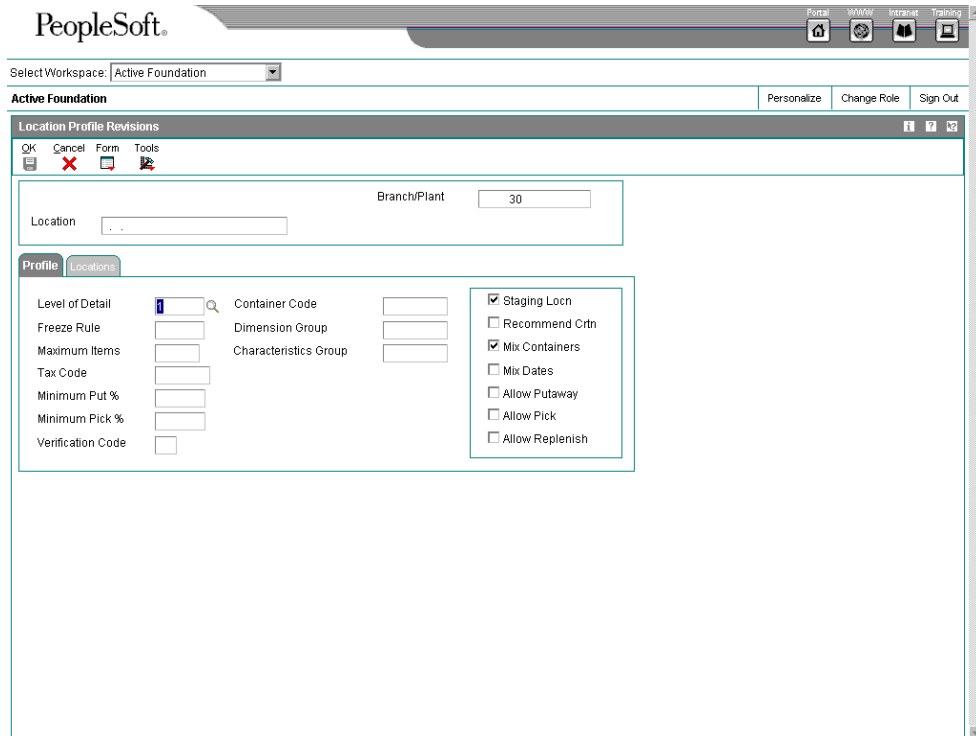 PeopleSoft.
Portal WWW Intranet Training
Select Workspace: Active Foundation
Active Foundation Personalize Change Role Sign Out
Location Profile Revisions
OK Cancel Form Tools
Branch/Plant 30
Location . .
Profile Locations
Level of Detail 1 Container Code
Freeze Rule Dimension Group
Maximum Items Characteristics Group
Tax Code
Minimum Put %
Minimum Pick %
Verification Code
Staging Locn
Recommend Crtn
Mix Containers
Mix Dates
Allow Putaway
Allow Pick
Allow Replenish